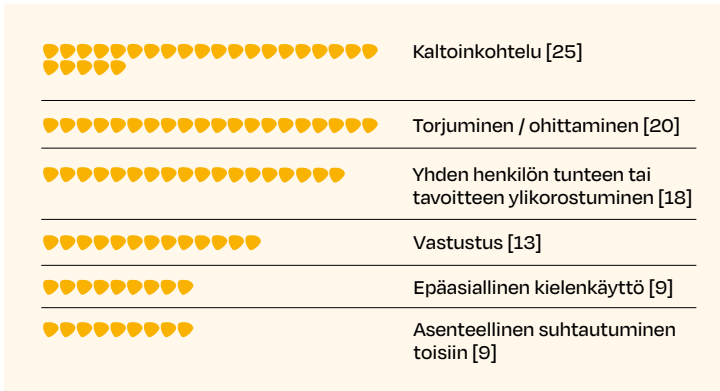 Kaltoinkohtelu [25]
Torjuminen / ohittaminen [20]
Yhden henkilön tunteen tai
tavoitteen ylikorostuminen [18]
Vastustus [13]
Epäasiallinen kielenkäyttö [9]
Asenteellinen suhtautuminen
toisiin [9]